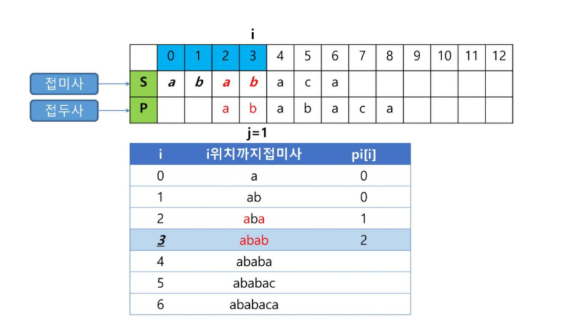 i
0 1 2 3 4 5 6 7 8 9 10 11 12
접미사 S a b a b a c a
접두사 P a b a b a c a
j=1
i i위치까지접미사 pi[i]
0 a 0
1 ab 0
2 aba 1
3 abab 2
4 ababa
5 ababac
6 ababaca